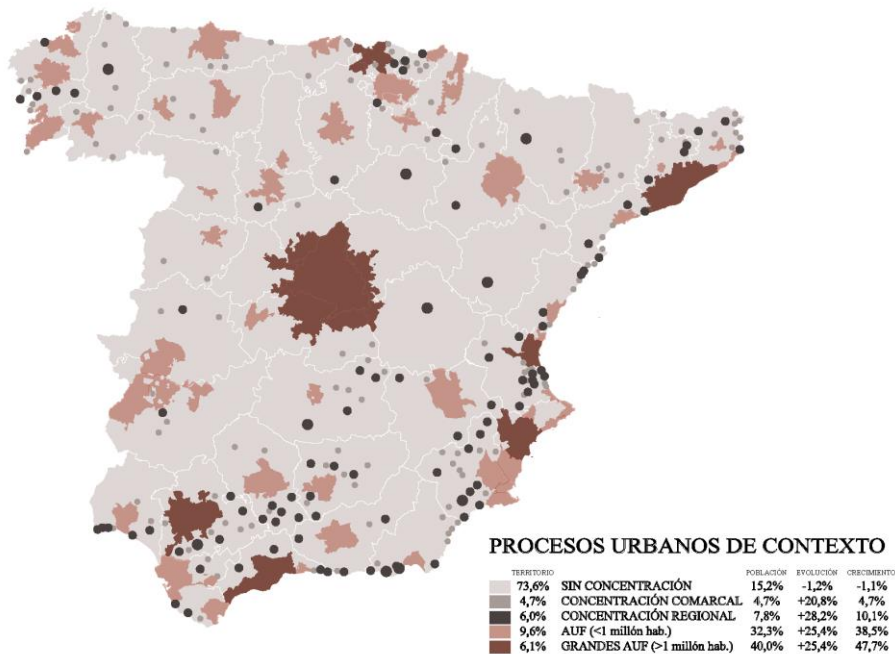 PROCESOS URBANOS DE CONTEXTO
TERRITORIO POBLACIÓN EVOLUCIÓN CRECIMIENTO
73,6% SIN CONCENTRACIÓN 15,2% -1,2% -1,1%
4,7% CONCENTRACIÓN COMARCAL 4,7% +20,8% 4,7%
6,0% CONCENTRACIÓN REGIONAL 7,8% +28,2% 10,1%
9,6% AUF (<1 millón hab.) 32,3% +25,4% 38,5%
6,1% GRANDES AUF (>1 millón hab.) 40,0% +25,4% 47,7%